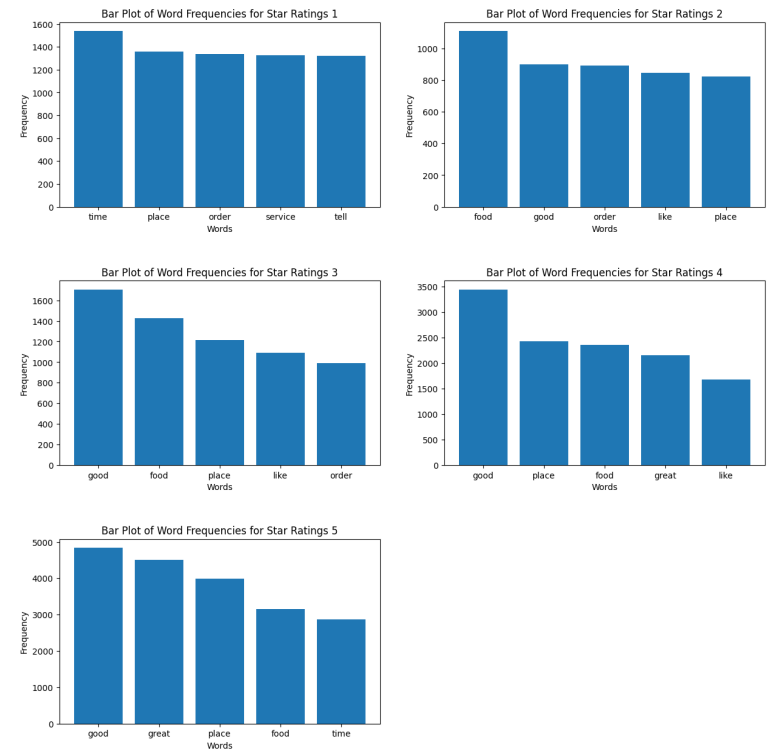 Bar Plot of Word Frequencies for Star Ratings 1
1600
1400
1200
1000
800
600
400
200
0
Frequency
time place order service tell
Words
Bar Plot of Word Frequencies for Star Ratings 2
1000
800
600
400
200
0
Frequency
food good order like place
Words
Bar Plot of Word Frequencies for Star Ratings 3
1600
1400
1200
1000
800
600
400
200
0
Frequency
good food place like order
Words
Bar Plot of Word Frequencies for Star Ratings 4
3500
3000
2500
2000
1500
1000
500
0
Frequency
good place food great like
Words
Bar Plot of Word Frequencies for Star Ratings 5
5000
4000
3000
2000
1000
0
Frequency
good great place food time
Words